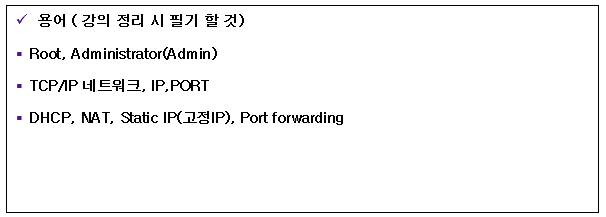 ✓ 용어 ( 강의 정리 시 필기 할 것)
▪ Root, Administrator(Admin)
▪ TCP/IP 네트워크, IP,PORT
▪ DHCP, NAT, Static IP(고정IP), Port forwarding